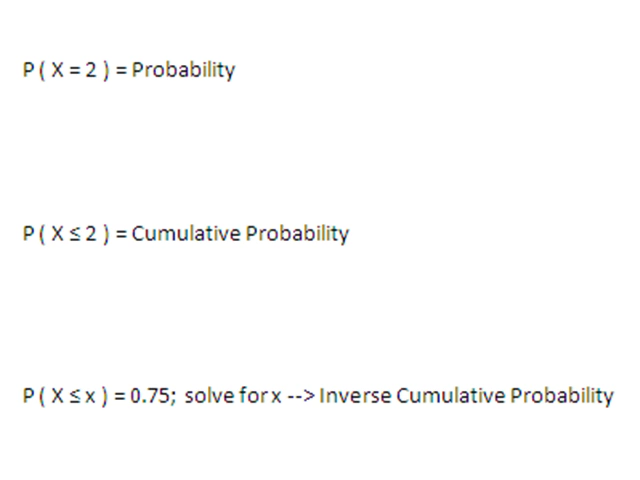 P ( X = 2 ) = Probability
P ( X ≤ 2 ) = Cumulative Probability
P ( X ≤ x ) = 0.75; solve for x --> Inverse Cumulative Probability